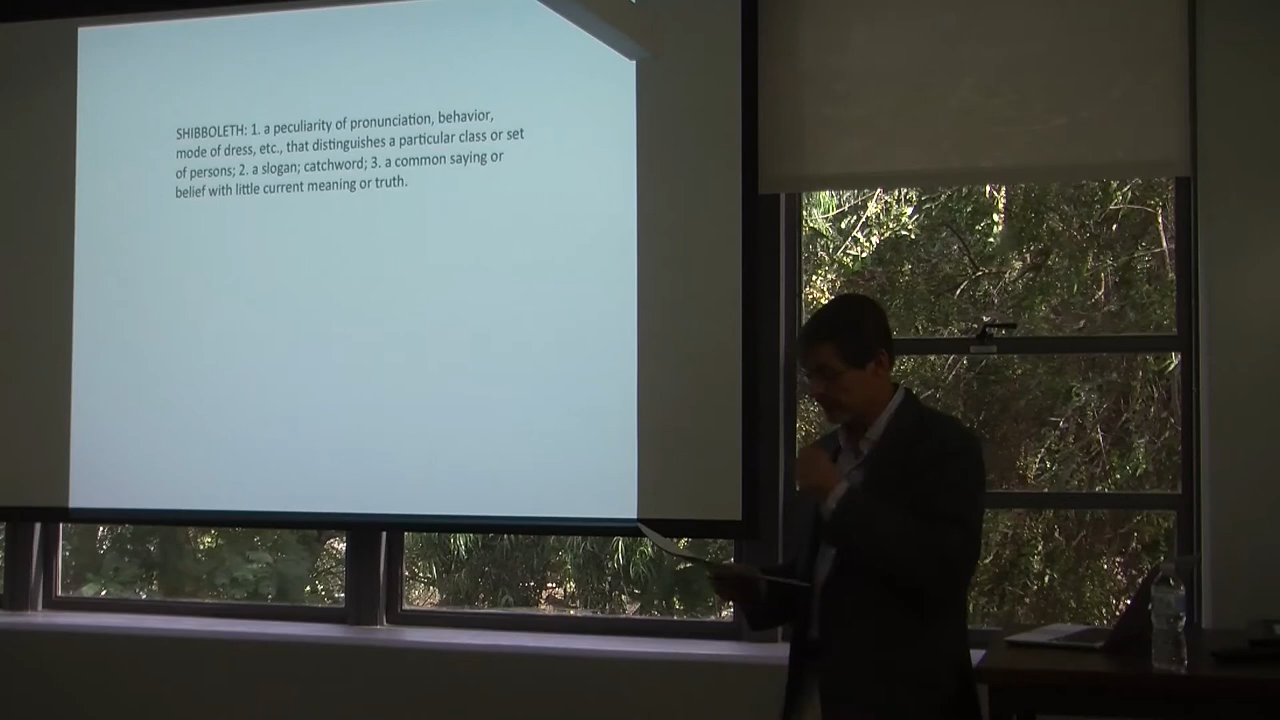 SHIBBOLETH: 1. a peculiarity of pronunciation, behavior,
mode of dress, etc., that distinguishes a particular class or set
of persons; 2. a slogan; catchword; 3. a common saying or
belief with little current meaning or truth.